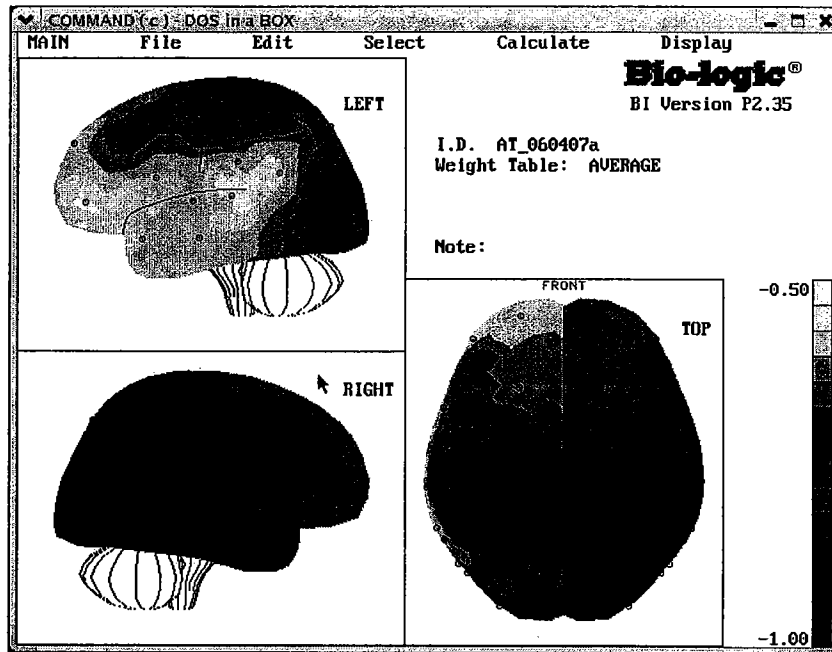 COMMAND ( c ) - DOS in a BOX
MAIN File Edit Select Calculate Display
Bio-logic®
BI Version P2.35
LEFT
I.D. AT_060407a
Weight Table: AVERAGE
Note:
FRONT
-0.50
TOP
RIGHT
-1.00